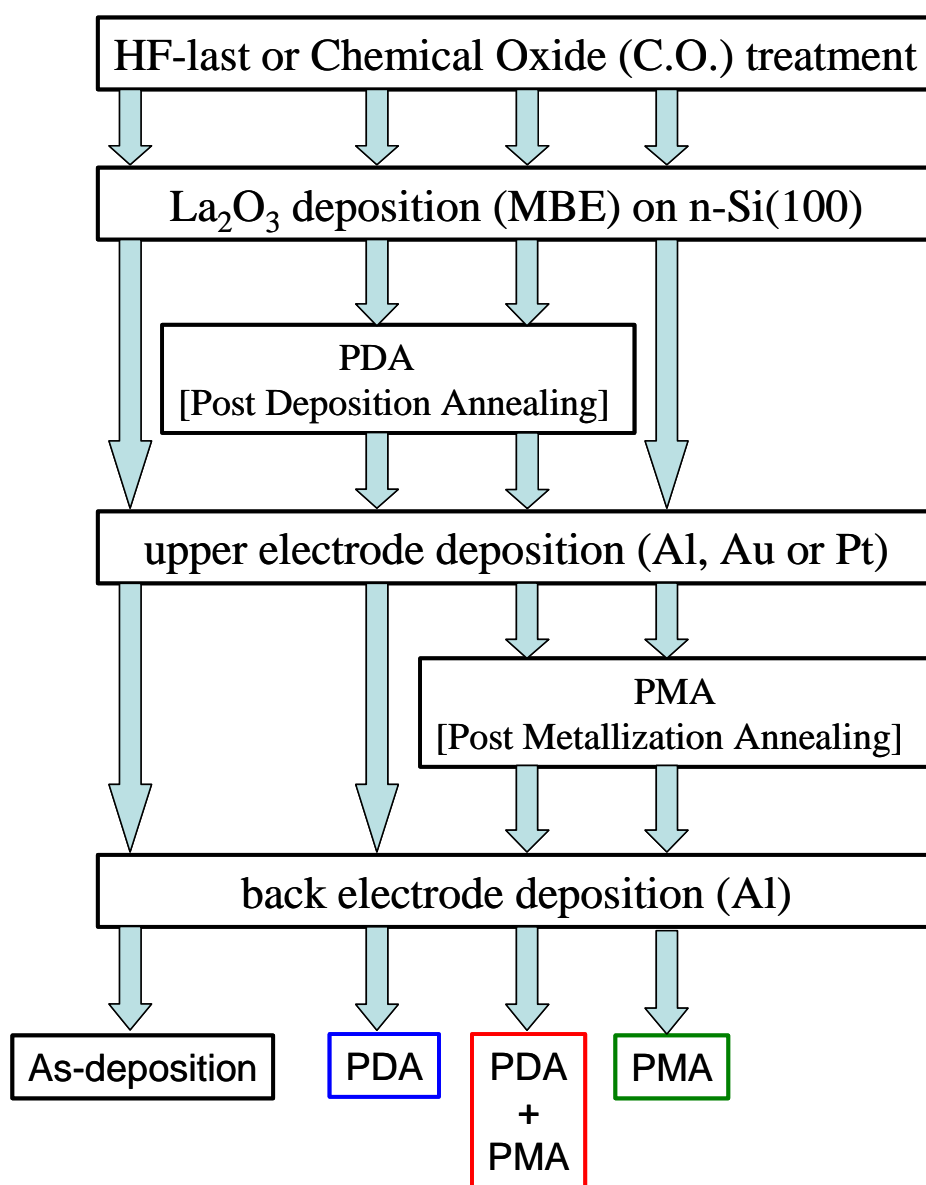 HF-last or Chemical Oxide (C.O.) treatment
La₂O₃ deposition (MBE) on n-Si(100)
PDA
[Post Deposition Annealing]
upper electrode deposition (Al, Au or Pt)
PMA
[Post Metallization Annealing]
back electrode deposition (Al)
As-deposition
PDA
PDA
+
PMA
PMA